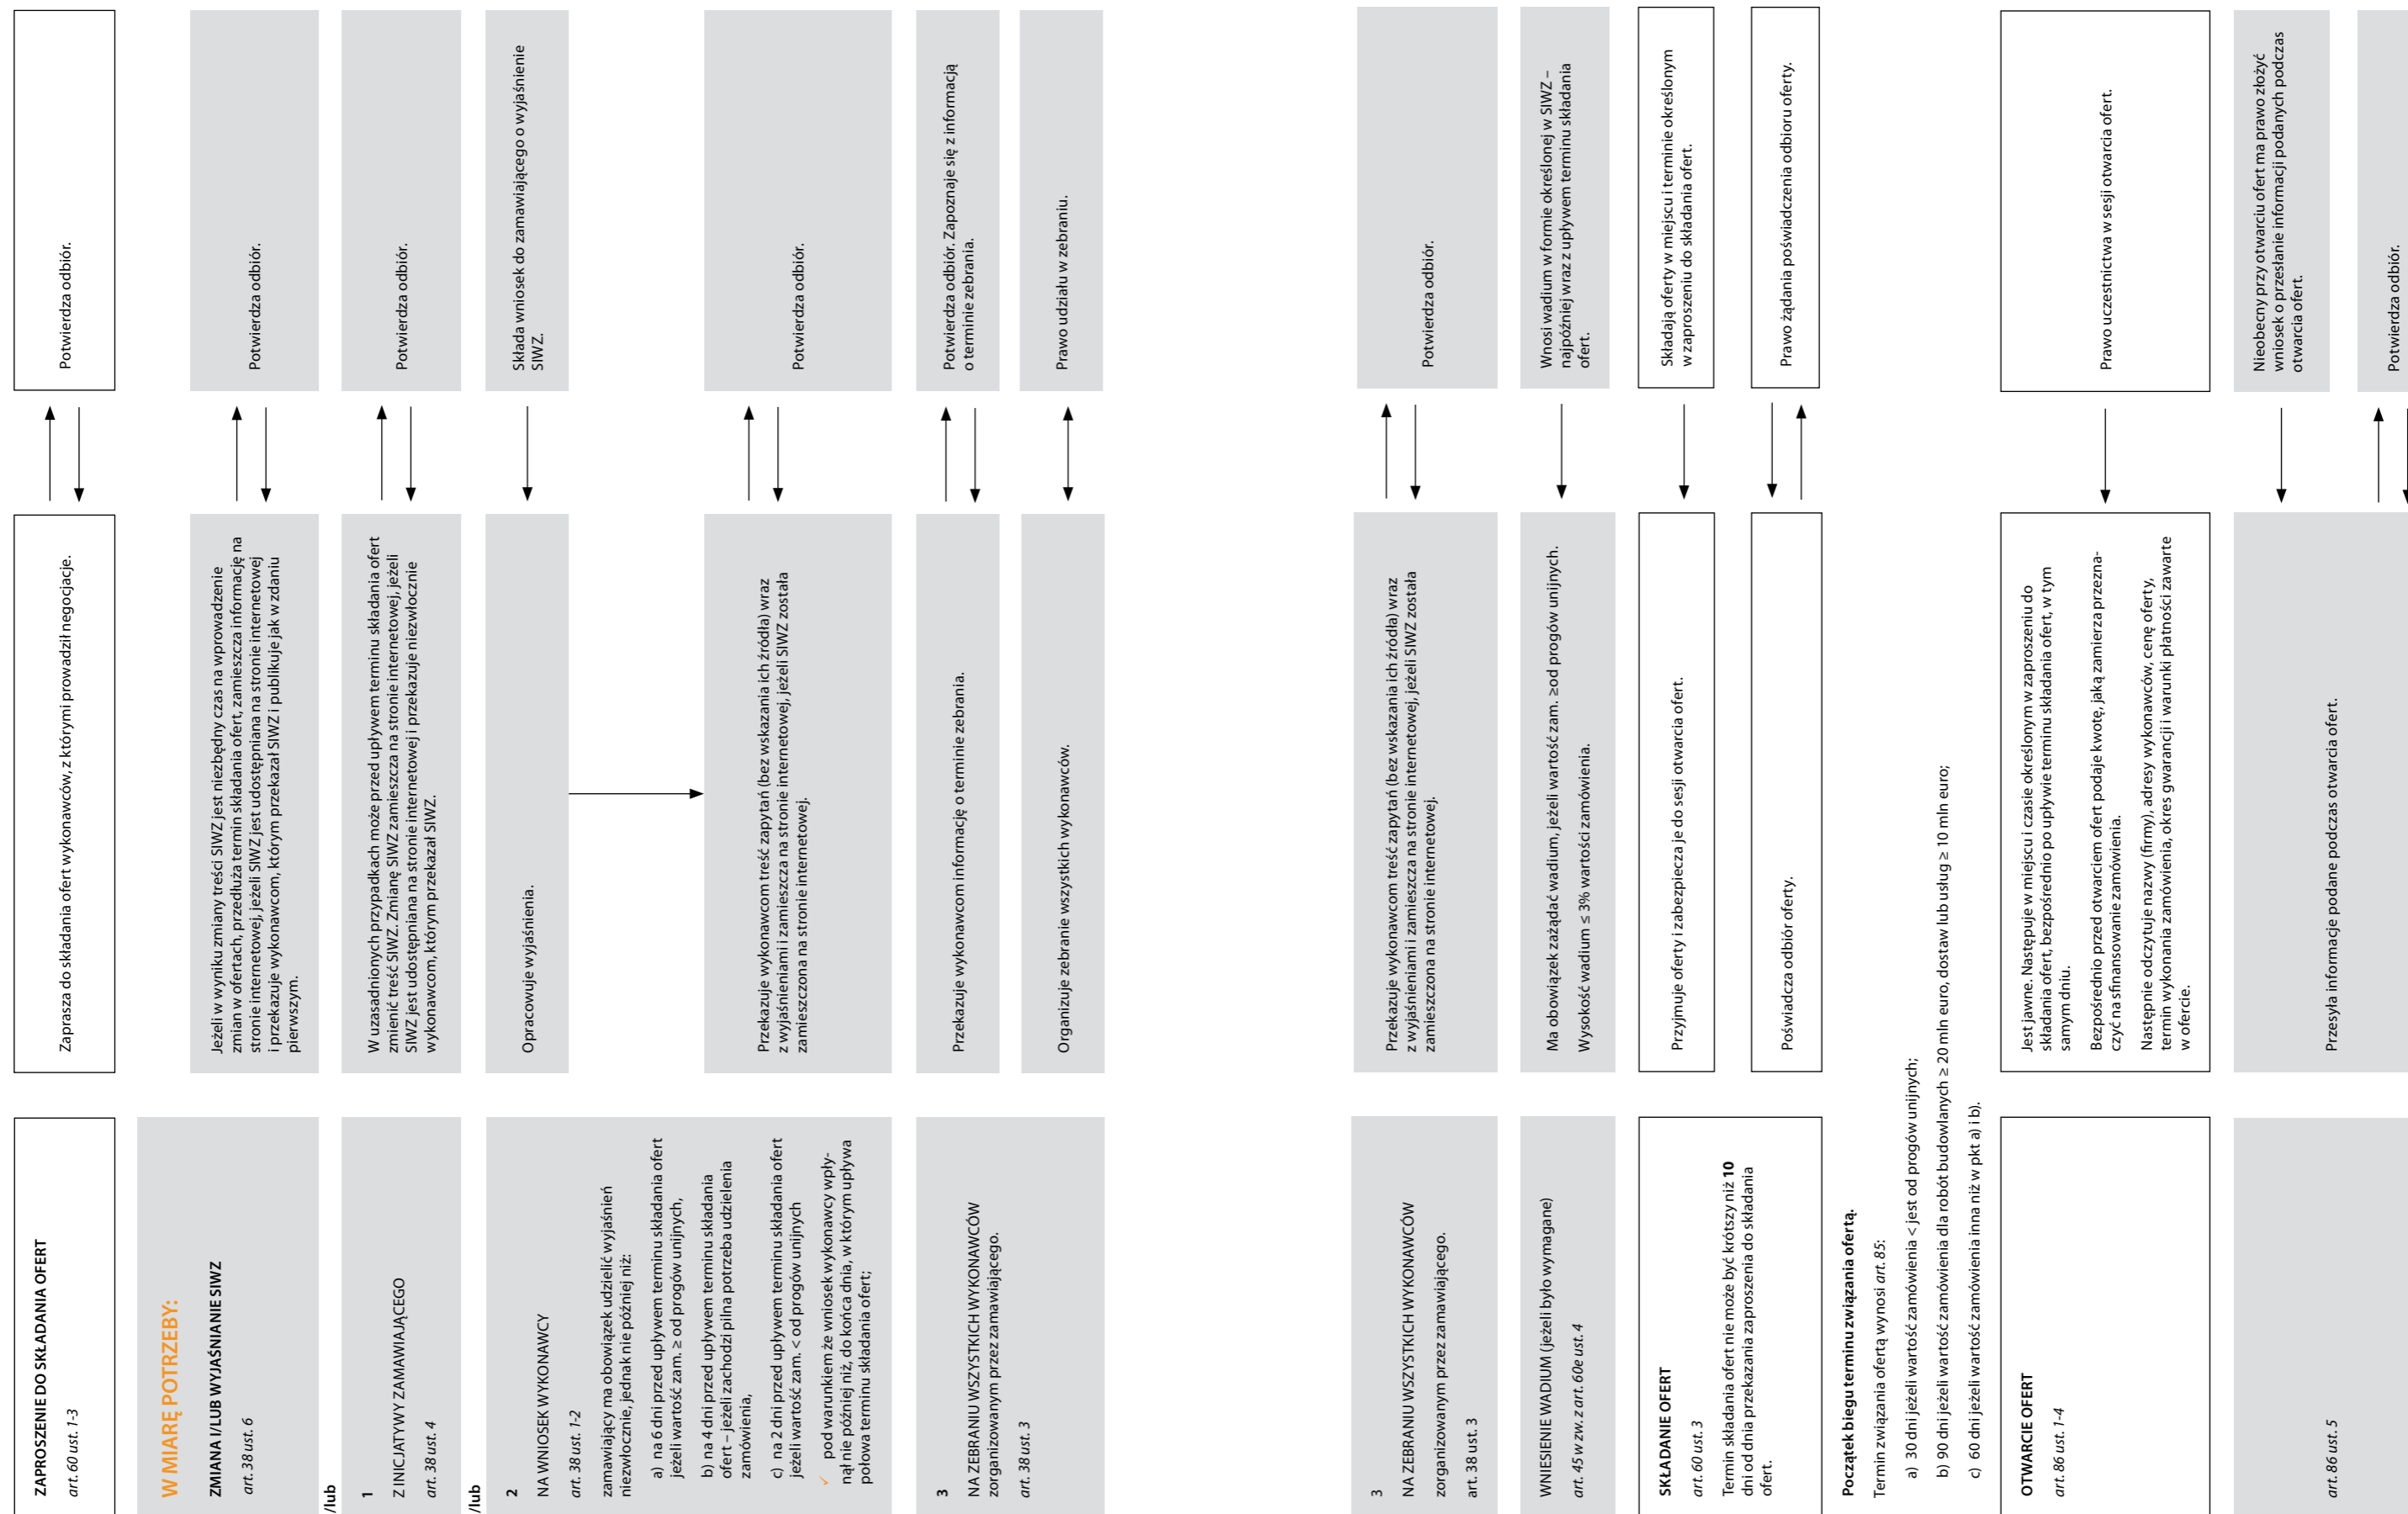 ZAPROSZENIE DO SKŁADANIA OFERT
art. 60 ust. 1-3
Zaprasza do składania ofert wykonawców, z którymi prowadził negocjacje.
Potwierdza odbiór.
W MIARĘ POTRZEBY:
ZMIANA I/LUB WYJAŚNIANIE SIWZ
art. 38 ust. 6
Jeżeli w wyniku zmiany treści SIWZ jest niezbędny czas na wprowadzenie
zmian w ofertach, przedłuża termin składania ofert, zamieszcza informację na
stronie internetowej, jeżeli SIWZ jest udostępniana na stronie internetowej
i przekazuje wykonawcom, którym przekazał SIWZ i publikuje jak w zdaniu
pierwszym.
Potwierdza odbiór.
/lub
1
Z INICJATYWY ZAMAWIAJĄCEGO
art. 38 ust. 4
W uzasadnionych przypadkach może przed upływem terminu składania ofert
zmienić treść SIWZ. Zmianę SIWZ zamieszcza na stronie internetowej, jeżeli
SIWZ jest udostępniana na stronie internetowej i przekazuje niezwłocznie
wykonawcom, którym przekazał SIWZ.
Potwierdza odbiór.
/lub
2
NA WNIOSEK WYKONAWCY
art. 38 ust. 1-2
zamawiający ma obowiązek udzielić wyjaśnień
niezwłocznie, jednak nie później niż:
a) na 6 dni przed upływem terminu składania ofert
jeżeli wartość zam. ≥ od progów unijnych,
b) na 4 dni przed upływem terminu składania
ofert – jeżeli zachodzi pilna potrzeba udzielena
zamówienia,
c) na 2 dni przed upływem terminu składania ofert
jeżeli wartość zam. < od progów unijnych
✓ pod warunkiem że wniosek wykonawcy wpły-
nął nie później niż, do końca dnia, w którym upływa
połowa terminu składania ofert;
Opracowuje wyjaśnienia.
Składa wniosek do zamawiającego o wyjaśnienie
SIWZ.
Przekazuje wykonawcom treść zapytań (bez wskazania ich źródła) wraz
z wyjaśnieniami i zamieszcza na stronie internetowej, jeżeli SIWZ została
zamieszczona na stronie internetowej.
Potwierdza odbiór.
3
NA ZEBRANIU WSZYSTKICH WYKONAWCÓW
zorganizowanym przez zamawiającego.
art. 38 ust. 3
Przekazuje wykonawcom informację o terminie zebrania.
Potwierdza odbiór. Zapoznaje się z informacją
o terminie zebrania.
Organizuje zebranie wszystkich wykonawców.
Prawo udziału w zebraniu.
3
NA ZEBRANIU WSZYSTKICH WYKONAWCÓW
zorganizowanym przez zamawiającego.
art. 38 ust. 3
Przekazuje wykonawcom treść zapytań (bez wskazania ich źródła) wraz
z wyjaśnieniami i zamieszcza na stronie internetowej, jeżeli SIWZ została
zamieszczona na stronie internetowej.
Potwierdza odbiór.
WNIESIENIE WADIUM (jeżeli było wymagane)
art. 45 w zw. z art. 60e ust. 4
Ma obowiązek zażądać wadium, jeżeli wartość zam. ≥od progów unijnych.
Wysokość wadium ≤ 3% wartości zamówienia.
Wnosi wadium w formie określonej w SIWZ –
najpóźniej wraz z upływem terminu składania
ofert.
SKŁADANIE OFERT
art. 60 ust. 3
Termin składania ofert nie może być krótszy niż 10
dni od dnia przekazania zaproszenia do składania
ofert.
Przyjmuje oferty i zabezpiecza je do sesji otwarcia ofert.
Składają oferty w miejscu i terminie określonym
w zaproszeniu do składania ofert.
Poświadcza odbiór oferty.
Prawo żądania poświadczenia odbioru oferty.
Początek biegu terminu związania ofertą.
Termin związania ofertą wynosi art. 85:
a) 30 dni jeżeli wartość zamówienia < jest od progów unijnych;
b) 90 dni jeżeli wartość zamówienia dla robót budowlanych ≥ 20 mln euro, dostaw lub usług ≥ 10 mln euro;
c) 60 dni jeżeli wartość zamówienia inna niż w pkt a) i b).
OTWARCIE OFERT
art. 86 ust. 1-4
Jest jawne. Następuje w miejscu i czasie określonym w zaproszeniu do
składania ofert, bezpośrednio po upływie terminu składania ofert, w tym
samym dniu.
Bezpośrednio przed otwarciem ofert podaje kwotę, jaką zamierza przezna-
czyć na sfinansowanie zamówienia.
Następnie odczytuje nazwy (firmy), adresy wykonawców, cenę oferty,
termin wykonania zamówienia, okres gwarancji i warunki płatności zawarte
w ofercie.
Prawo uczestnictwa w sesji otwarcia ofert.
art. 86 ust. 5
Przesyła informacje podane podczas otwarcia ofert.
Nieobecny przy otwarciu ofert ma prawo złożyć
wniosek o przesłanie informacji podanych podczas
otwarcia ofert.
Potwierdza odbiór.